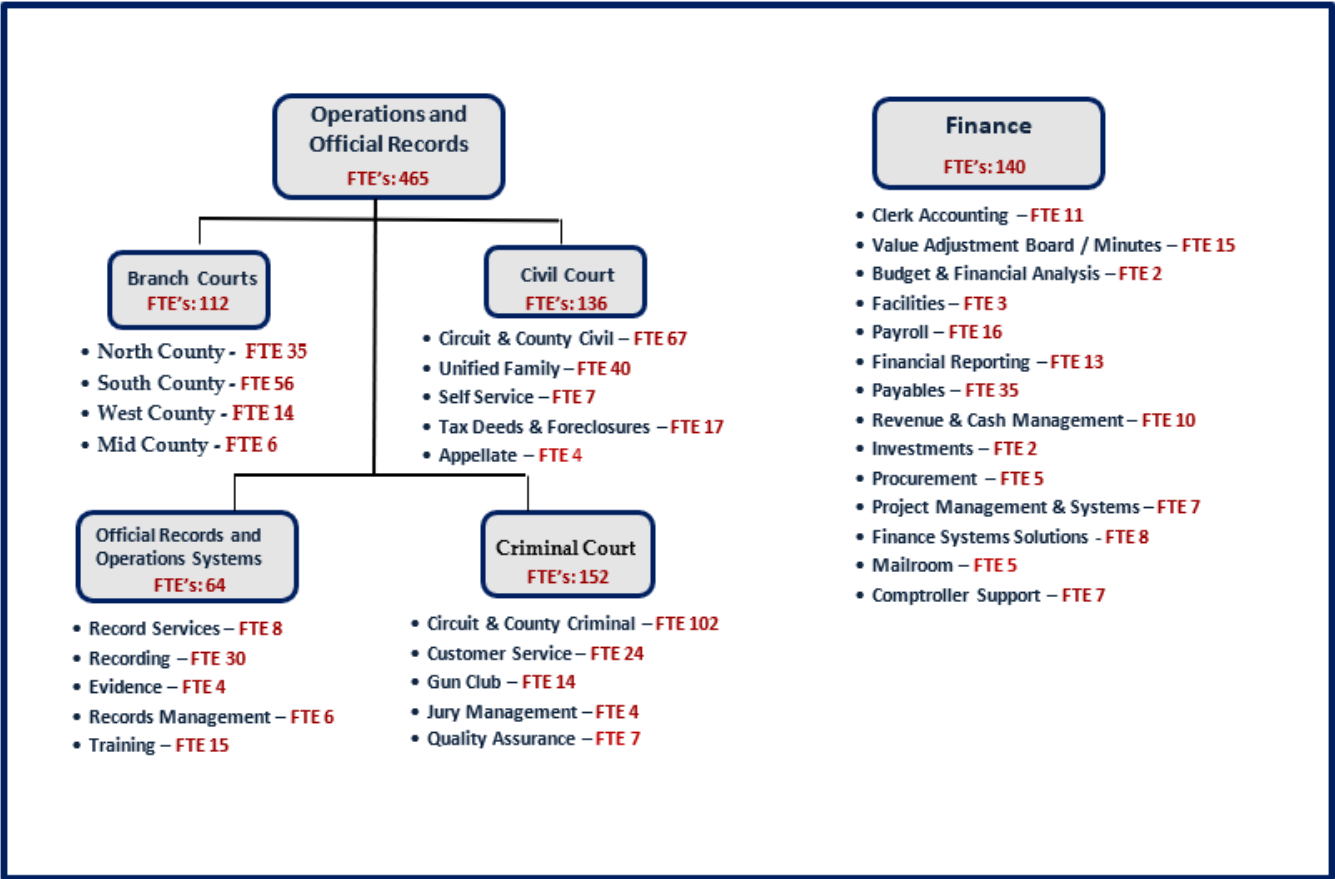 Operations and
Official Records
FTE's: 465
Branch Courts
FTE's: 112
• North County - FTE 35
• South County - FTE 56
• West County - FTE 14
• Mid County - FTE 6
Civil Court
FTE's: 136
• Circuit & County Civil – FTE 67
• Unified Family – FTE 40
• Self Service – FTE 7
• Tax Deeds & Foreclosures – FTE 17
• Appellate – FTE 4
Official Records and
Operations Systems
FTE's: 64
• Record Services – FTE 8
• Recording – FTE 30
• Evidence – FTE 4
• Records Management – FTE 6
• Training – FTE 15
Criminal Court
FTE's: 152
• Circuit & County Criminal – FTE 102
• Customer Service – FTE 24
• Gun Club – FTE 14
• Jury Management – FTE 4
• Quality Assurance – FTE 7
Finance
FTE's: 140
• Clerk Accounting – FTE 11
• Value Adjustment Board / Minutes – FTE 15
• Budget & Financial Analysis – FTE 2
• Facilities – FTE 3
• Payroll – FTE 16
• Financial Reporting – FTE 13
• Payables – FTE 35
• Revenue & Cash Management – FTE 10
• Investments – FTE 2
• Procurement – FTE 5
• Project Management & Systems – FTE 7
• Finance Systems Solutions - FTE 8
• Mailroom – FTE 5
• Comptroller Support – FTE 7